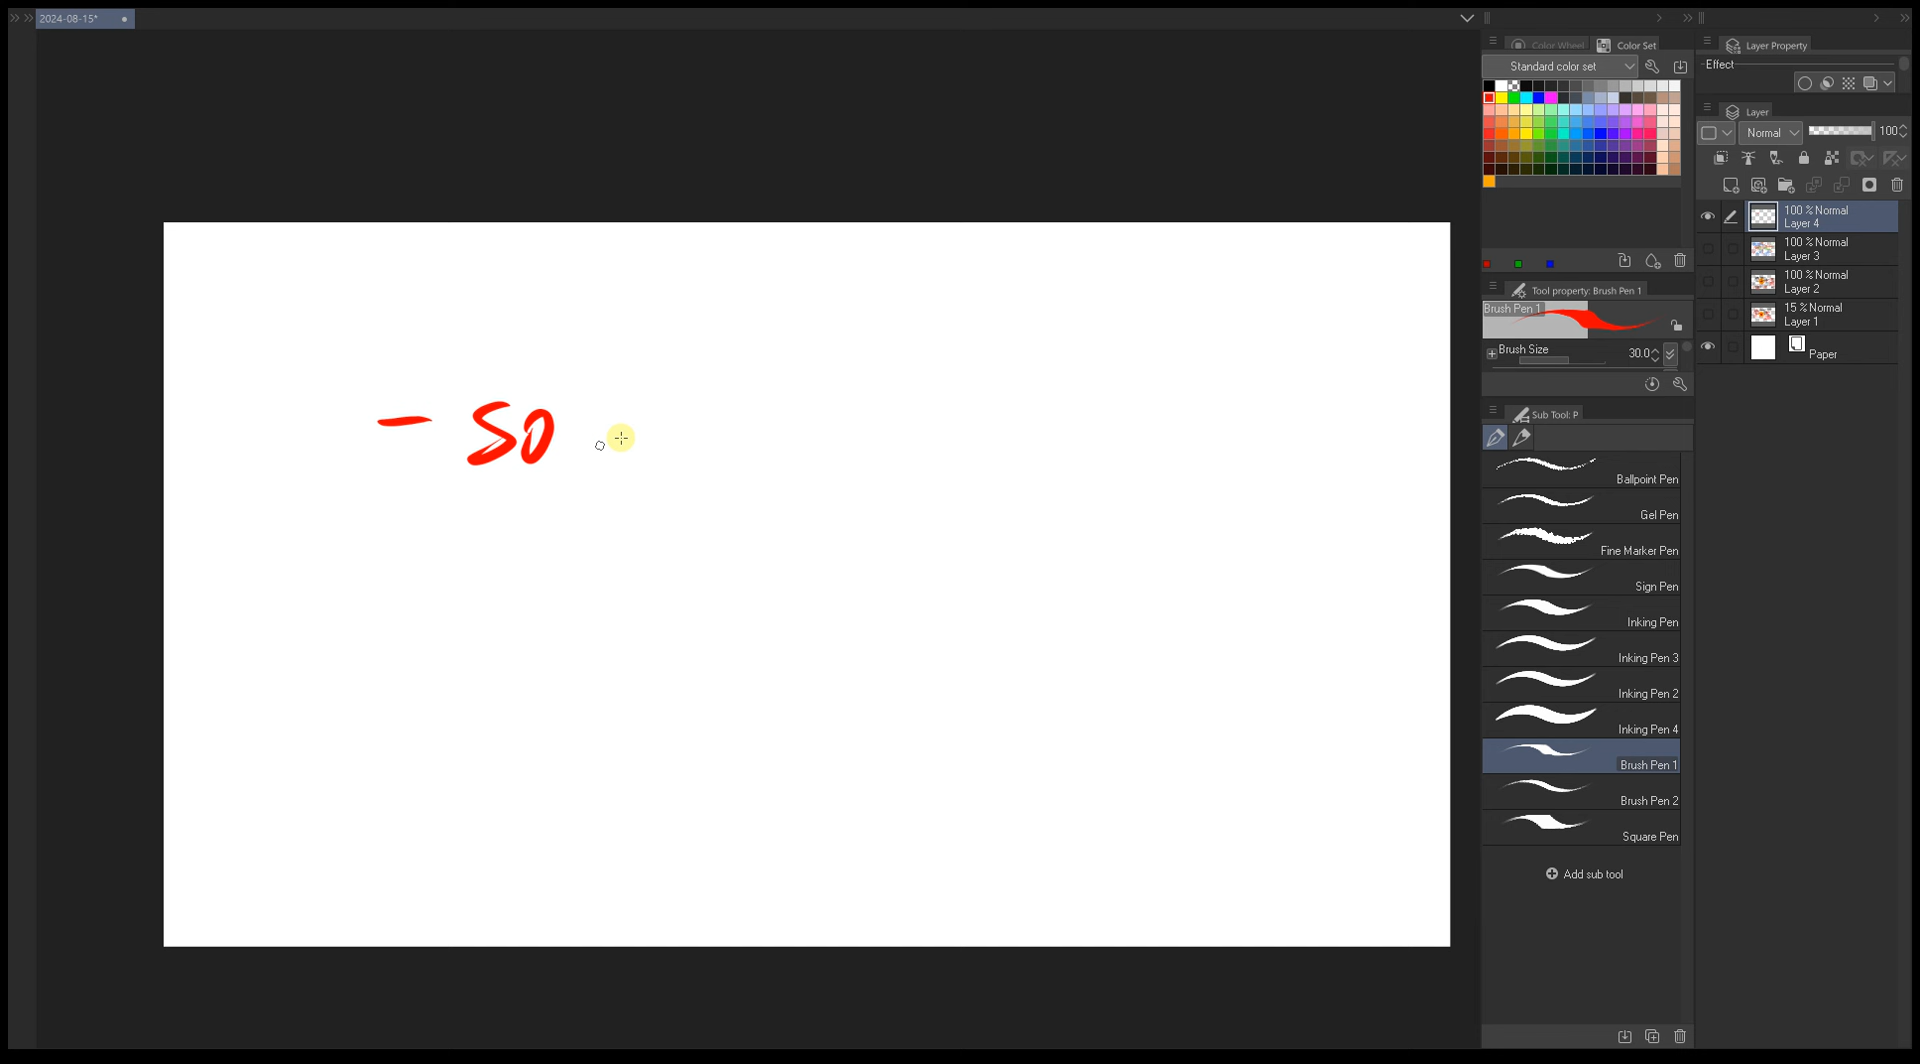 2024-08-15*
Color Wheel
Color Set
Layer Property
Standard color set
Effect
Layer
Normal
100
100 % Normal
Layer 4
100 % Normal
Layer 3
100 % Normal
Layer 2
15 % Normal
Layer 1
Paper
Tool property: Brush Pen 1
Brush Pen 1
Brush Size
30.0
Sub Tool: P
Ballpoint Pen
Gel Pen
Fine Marker Pen
Sign Pen
Inking Pen
Inking Pen 3
Inking Pen 2
Inking Pen 4
Brush Pen 1
Brush Pen 2
Square Pen
Add sub tool
- SO